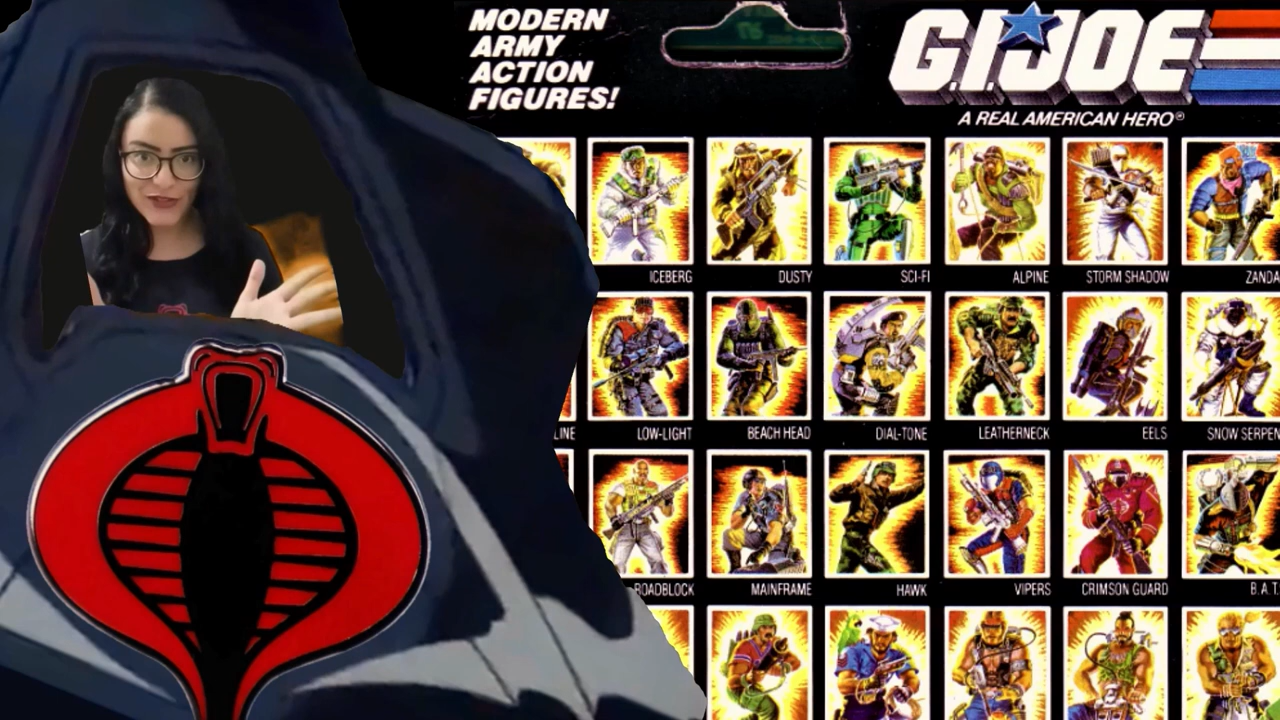 MODERN
ARMY
ACTION
FIGURES!
G.I.JOE
A REAL AMERICAN HERO®
ICEBERG DUSTY SCI-FI ALPINE STORM SHADOW
LOW-LIGHT BEACH HEAD DIAL-TONE LEATHERNECK EELS SNOW
ROADBLOCK MAINFRAME HAWK VIPERS CRIMSON GUARD B.A.T.